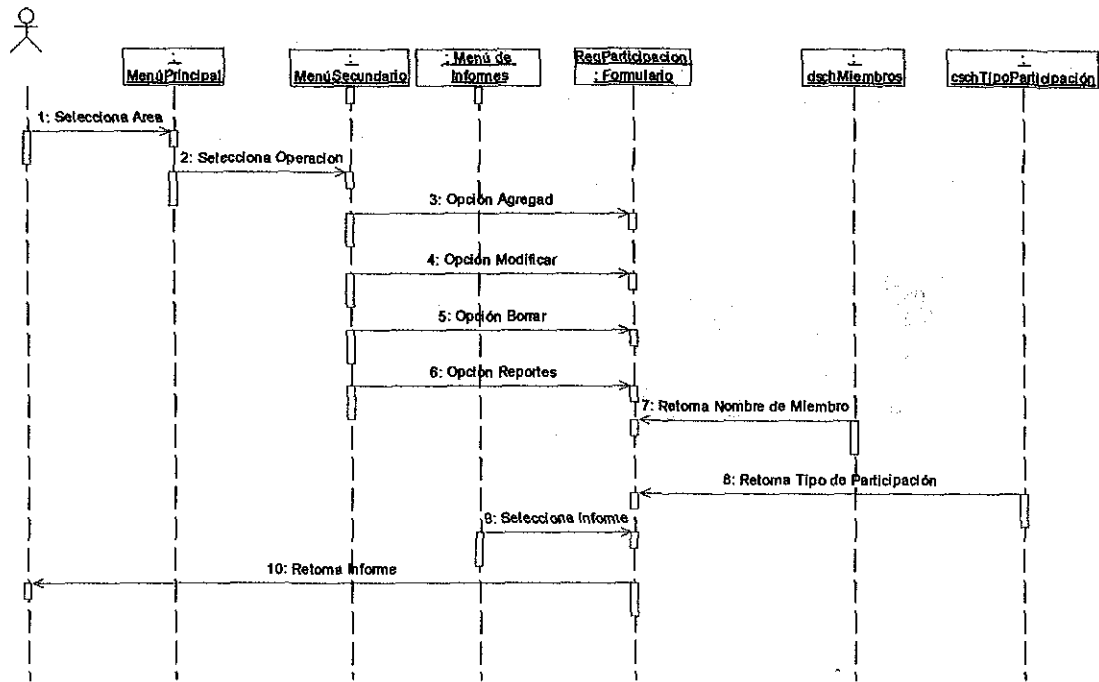 :
MenúPrincipal
:
MenúSecundario
: Menú de
Informes
RegParticipacion
: Formulario
:
dschMiembros
:
cschTipoParticipación
1: Selecciona Area
2: Selecciona Operacion
3: Opción Agregad
4: Opción Modificar
5: Opción Borrar
6: Opción Reportes
7: Retorna Nombre de Miembro
8: Retorna Tipo de Participación
9: Selecciona Informe
10: Retorna Informe